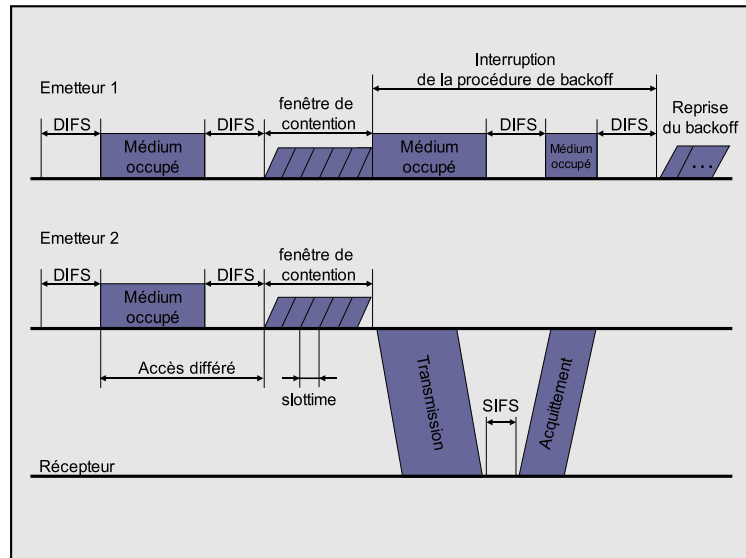 Interruption
de la procédure de backoff
Emetteur 1
fenêtre de
contention
Reprise
du backoff
DIFS
DIFS
DIFS
DIFS
Médium
occupé
Médium
occupé
Médium
occupé
...
Emetteur 2
fenêtre de
contention
DIFS
DIFS
Médium
occupé
Accès différé
slottime
Transmission
SIFS
Acquittement
Récepteur